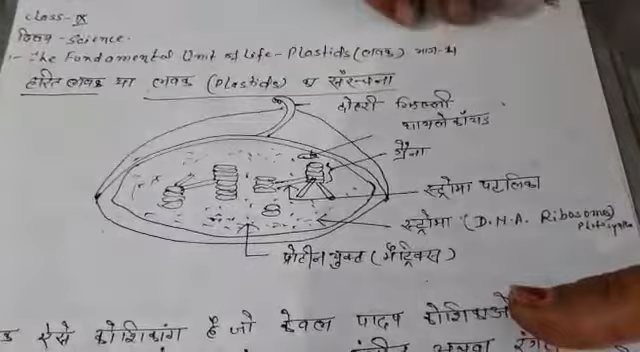 class - IX
विषय - Science.
:- The Fundamental Unit of Life - Plastids (लवक) भाग-
हरित लवक या लवक (Plastids) की संरचना
दोहरी झिल्ली
थायलेकॉयड
ग्रैना
स्ट्रोमा पटलिका
स्ट्रोमा (D.N.A. Ribosomes)
प्रोटीन युक्त (मैट्रिक्स)
ऐसे कोशिकांग हैं जो केवल पादप कोशिकाओं
अथवा